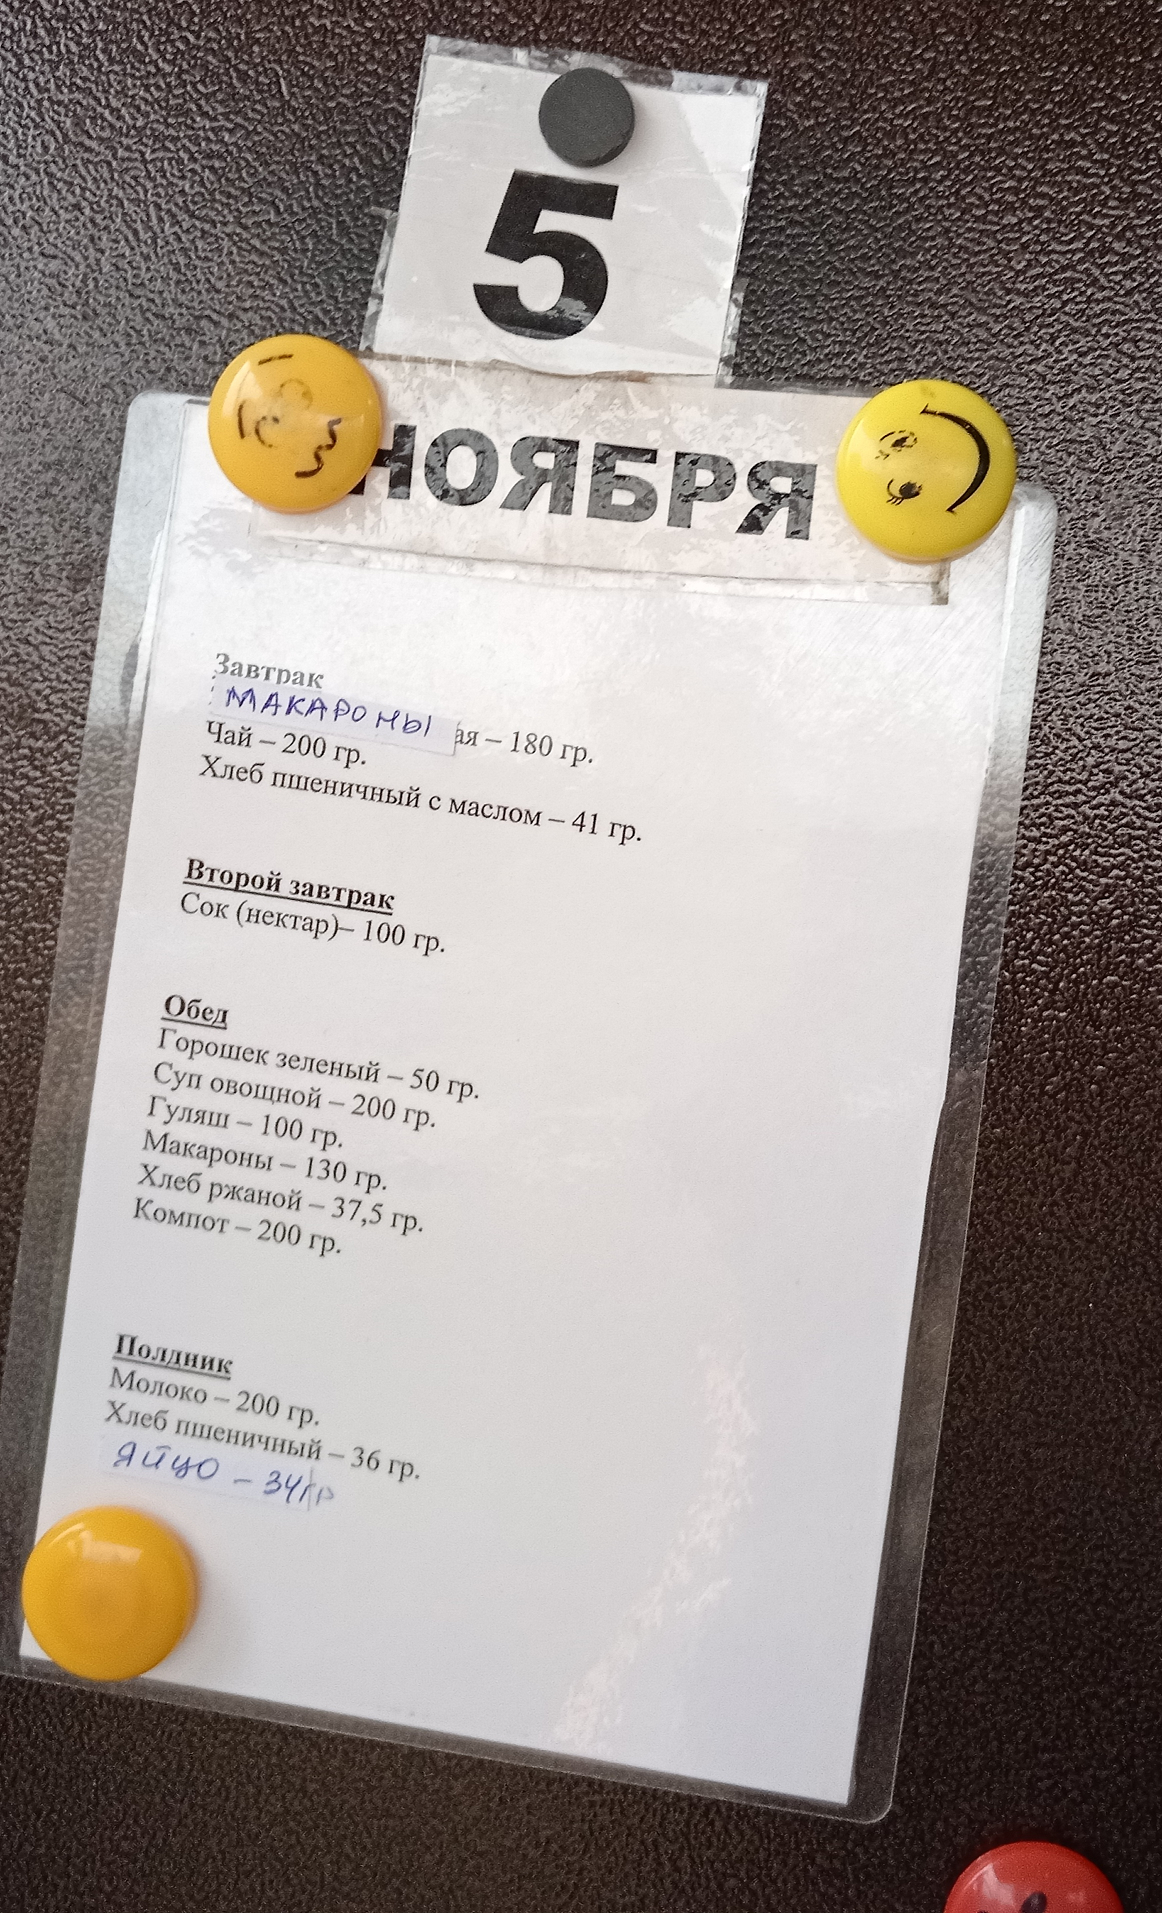 5
НОЯБРЯ
Завтрак
МАКАРОНЫ ая – 180 гр.
Чай – 200 гр.
Хлеб пшеничный с маслом – 41 гр.
Второй завтрак
Сок (нектар)– 100 гр.
Обед
Горошек зеленый – 50 гр.
Суп овощной – 200 гр.
Гуляш – 100 гр.
Макароны – 130 гр.
Хлеб ржаной – 37,5 гр.
Компот – 200 гр.
Полдник
Молоко – 200 гр.
Хлеб пшеничный – 36 гр.
яйцо – 34гр